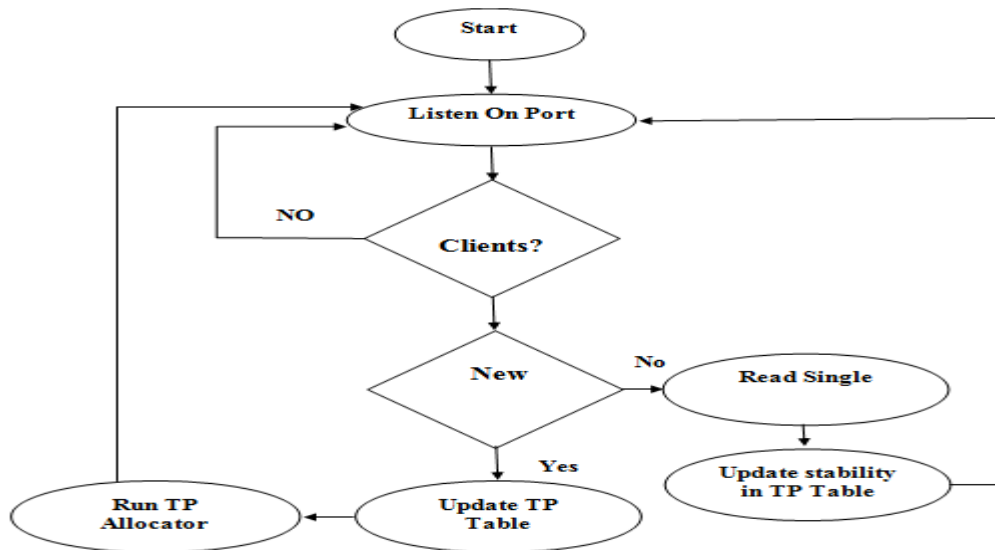 Start
Listen On Port
NO
Clients?
No
New
Read Single
Yes
Update stability
in TP Table
Run TP
Allocator
Update TP
Table